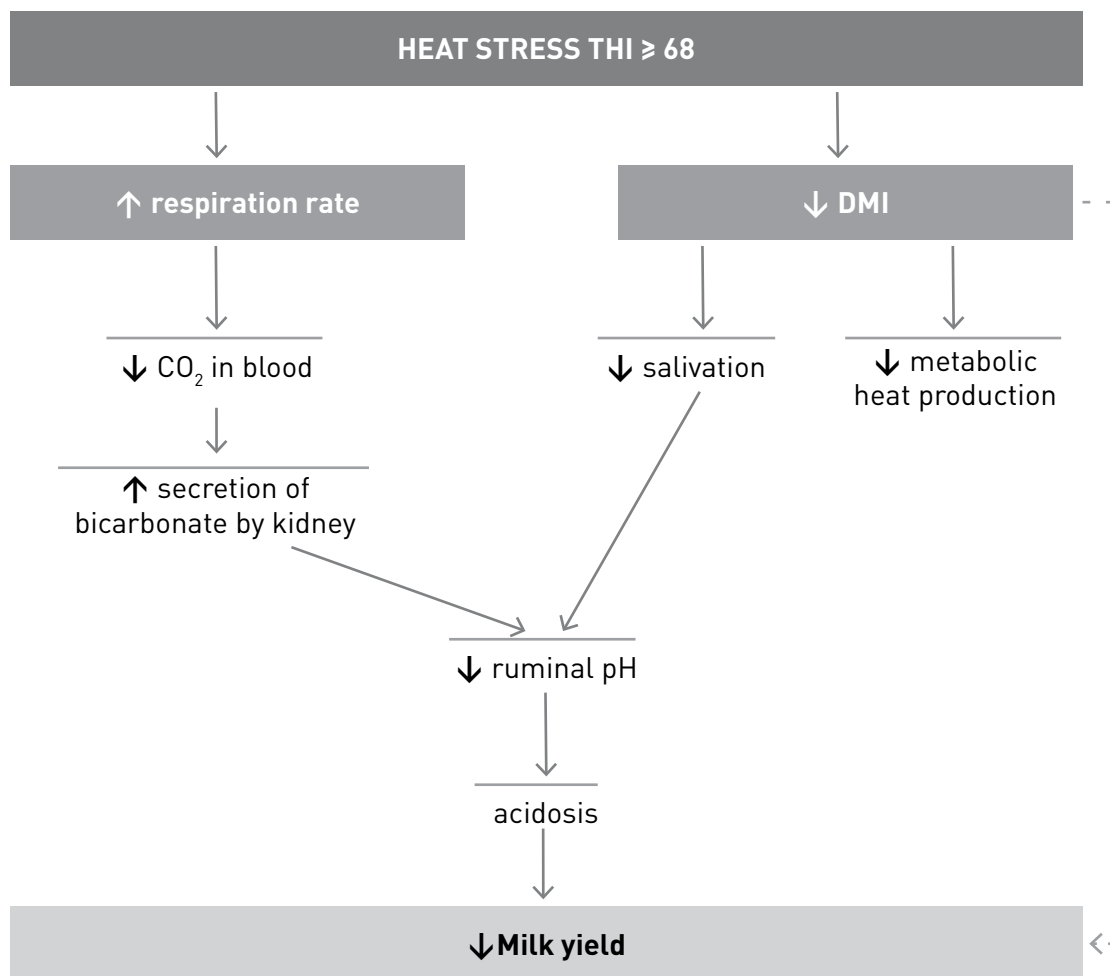 HEAT STRESS THI ≥ 68
↑ respiration rate
↓ DMI
↓ CO₂ in blood
↓ salivation
↓ metabolic
heat production
↑ secretion of
bicarbonate by kidney
↓ ruminal pH
acidosis
↓Milk yield